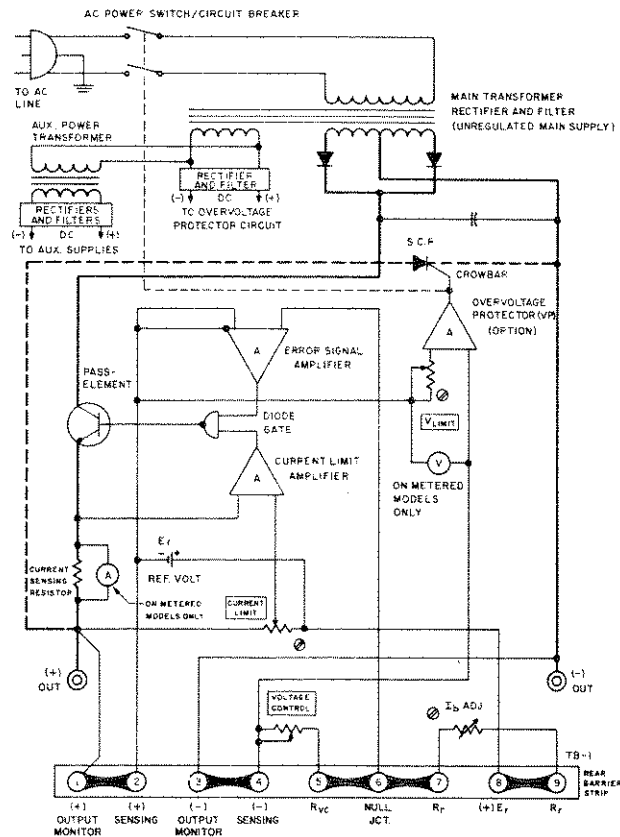 AC POWER SWITCH/CIRCUIT BREAKER
TO AC
LINE
MAIN TRANSFORMER
RECTIFIER AND FILTER
(UNREGULATED MAIN SUPPLY)
AUX. POWER
TRANSFORMER
RECTIFIER
AND FILTER
(-) DC (+)
TO OVERVOLTAGE
PROTECTOR CIRCUIT
RECTIFIERS
AND FILTERS
(-) DC (+)
TO AUX. SUPPLIES
S.C.R
CROWBAR
A
OVERVOLTAGE
PROTECTOR (VP)
(OPTION)
A
ERROR SIGNAL
AMPLIFIER
PASS-
ELEMENT
DIODE
GATE
VLIMIT
V
ON METERED
MODELS
ONLY
A
CURRENT LIMIT
AMPLIFIER
Er
- +
REF. VOLT
CURRENT
SENSING
RESISTOR
A
ON METERED
MODELS ONLY
CURRENT
LIMIT
(+)
OUT
(-)
OUT
VOLTAGE
CONTROL
Ib ADJ
TB-1
1 2 3 4 5 6 7 8 9
REAR
BARRIER
STRIP
(+)
OUTPUT
MONITOR
(+)
SENSING
(-)
OUTPUT
MONITOR
(-)
SENSING
RVC
NULL
JCT.
Rr
(+)Er
Rr